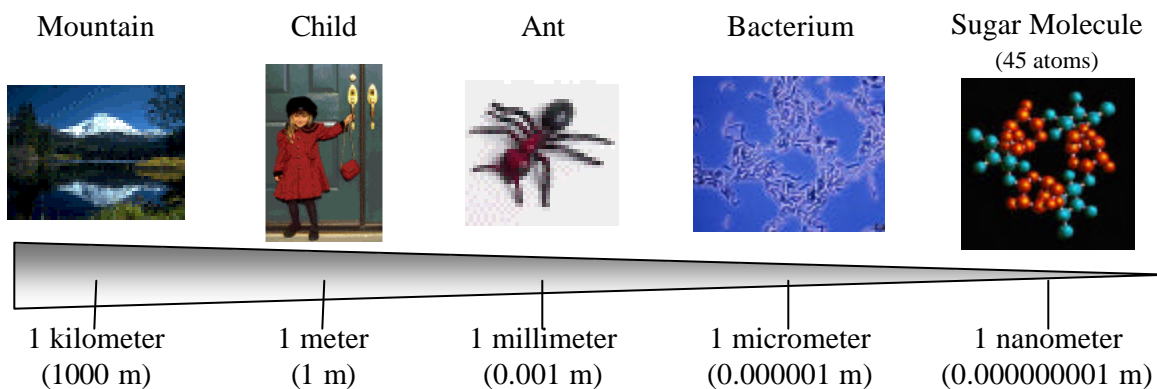 Mountain
Child
Ant
Bacterium
Sugar Molecule
(45 atoms)
1 kilometer
(1000 m)
1 meter
(1 m)
1 millimeter
(0.001 m)
1 micrometer
(0.000001 m)
1 nanometer
(0.000000001 m)